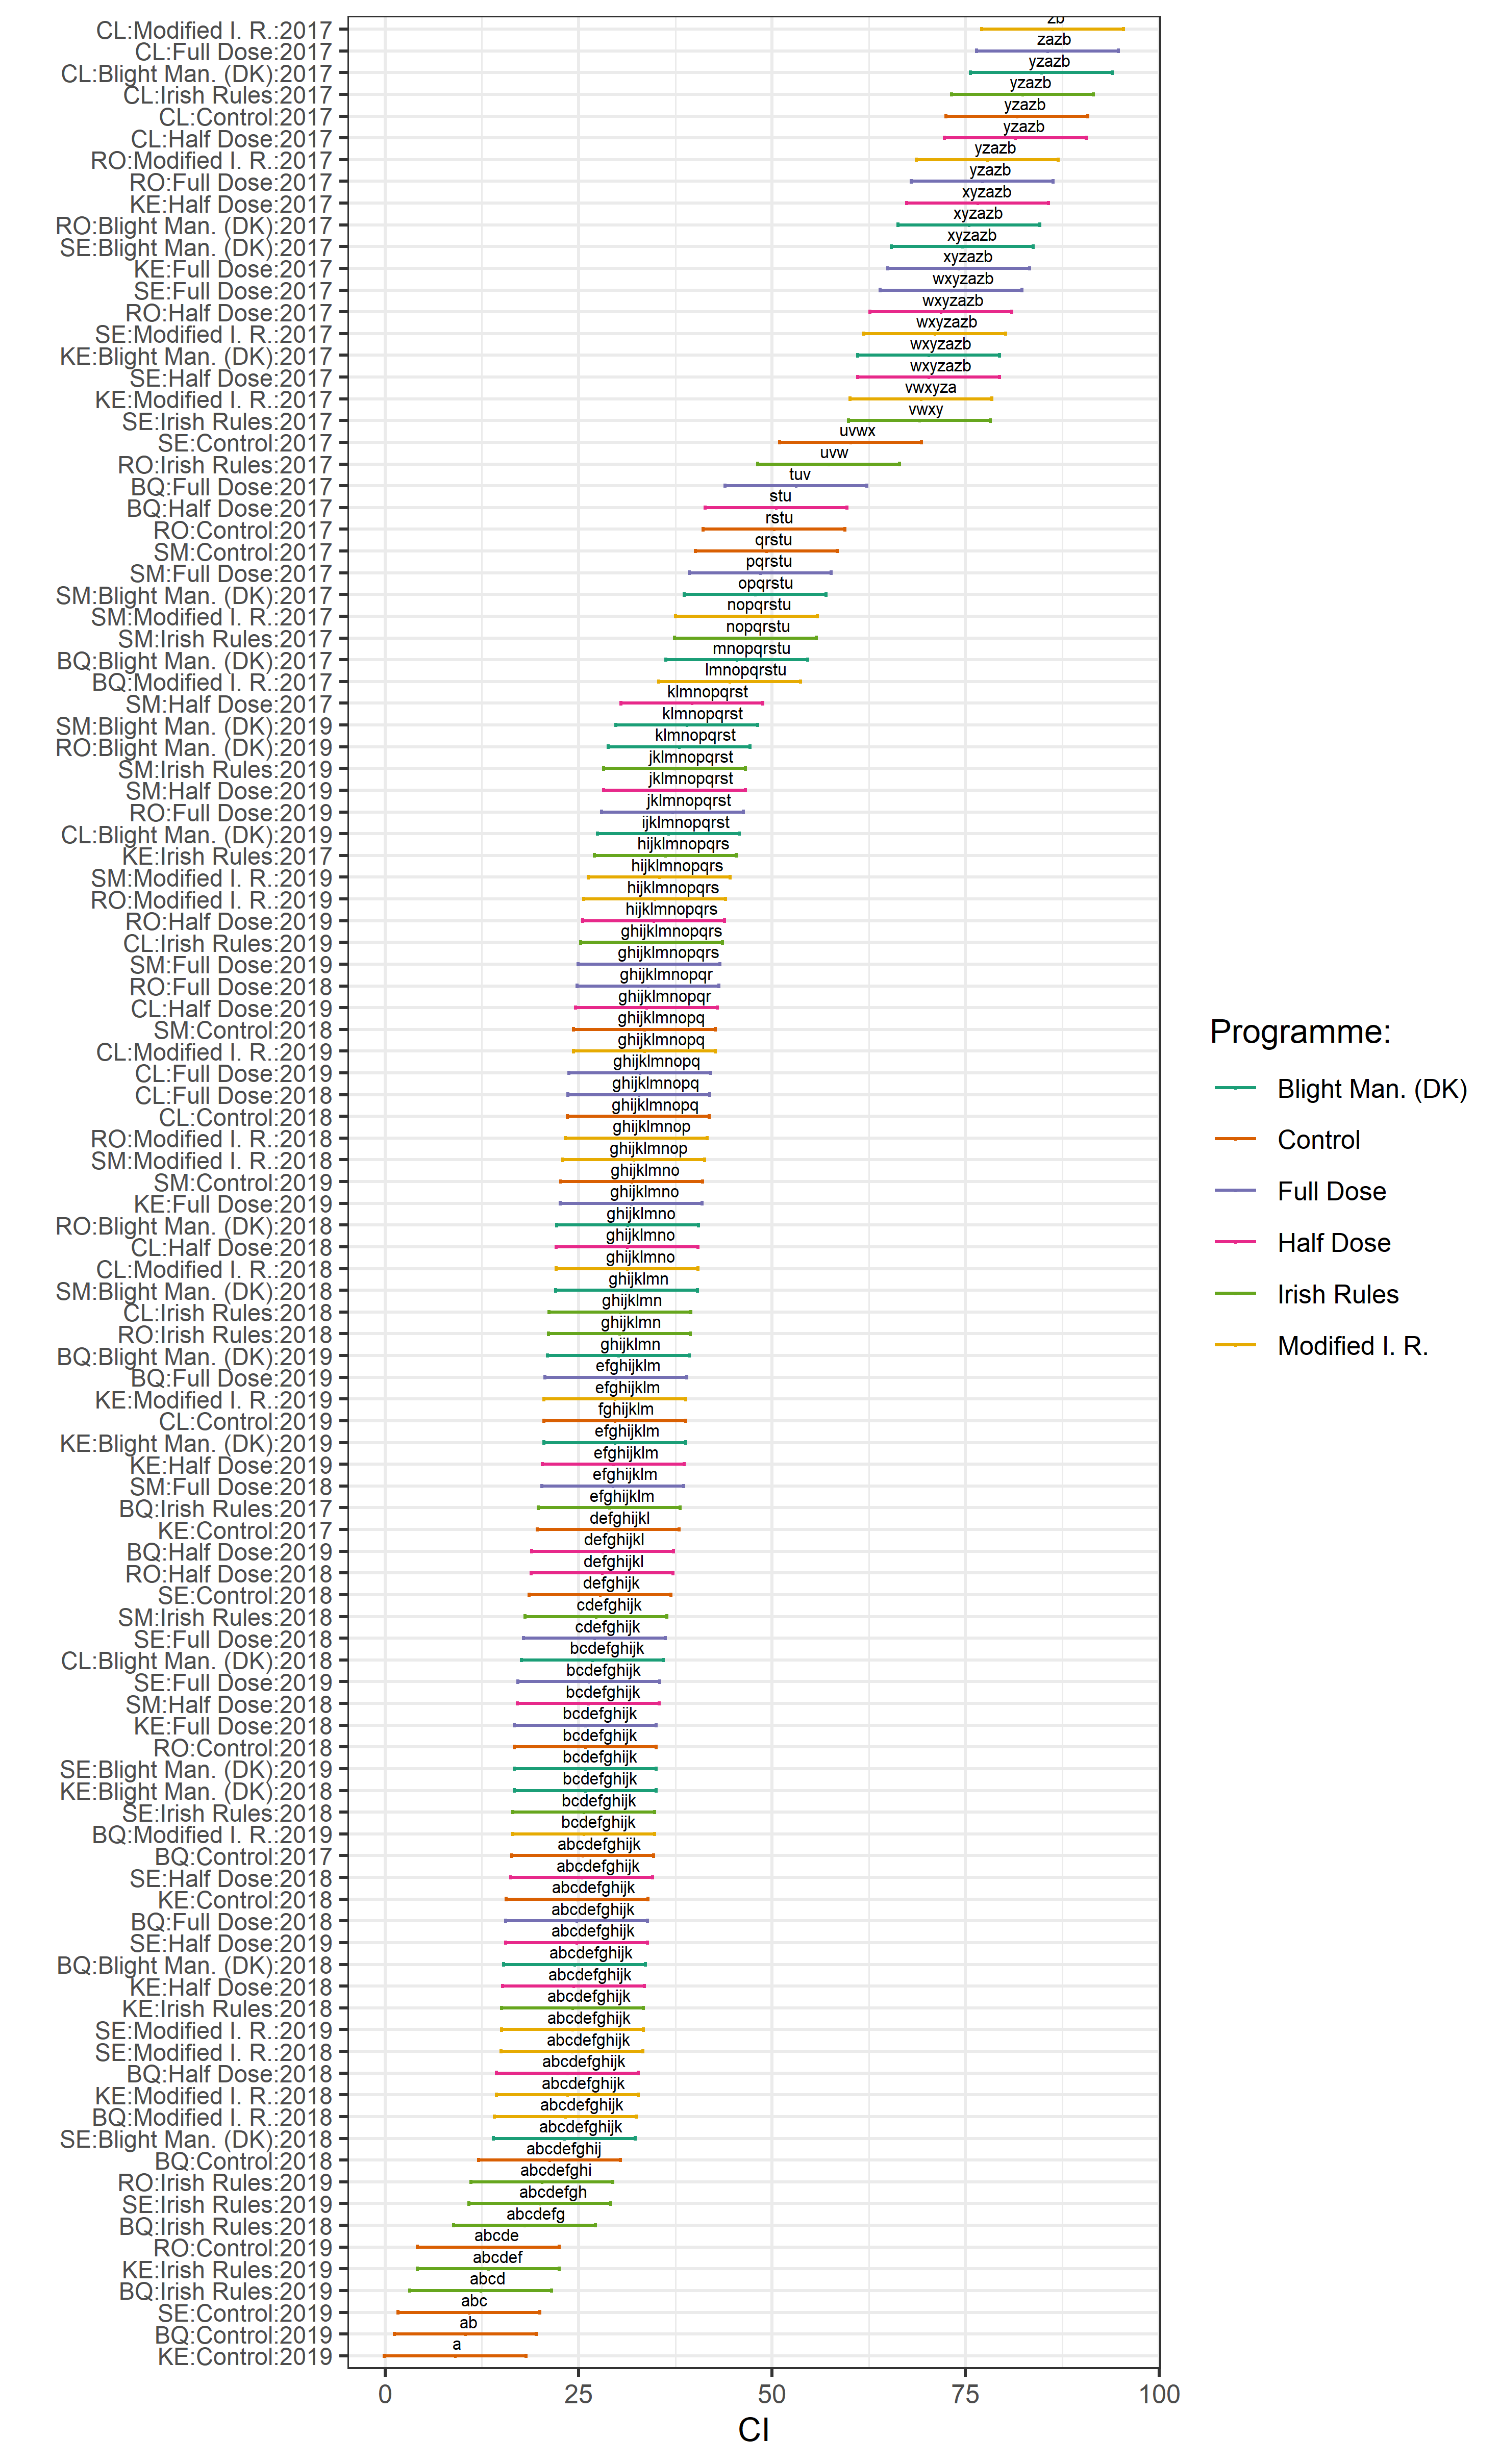 CL:Modified I. R.:2017 zb
CL:Full Dose:2017 zazb
CL:Blight Man. (DK):2017 yzazb
CL:Irish Rules:2017 yzazb
CL:Control:2017 yzazb
CL:Half Dose:2017 yzazb
RO:Modified I. R.:2017 yzazb
RO:Full Dose:2017 yzazb
KE:Half Dose:2017 xyzazb
RO:Blight Man. (DK):2017 xyzazb
SE:Blight Man. (DK):2017 xyzazb
KE:Full Dose:2017 xyzazb
SE:Full Dose:2017 wxyzazb
RO:Half Dose:2017 wxyzazb
SE:Modified I. R.:2017 wxyzazb
KE:Blight Man. (DK):2017 wxyzazb
SE:Half Dose:2017 wxyzazb
KE:Modified I. R.:2017 vwxyza
SE:Irish Rules:2017 vwxy
SE:Control:2017 uvwx
RO:Irish Rules:2017 uvw
BQ:Full Dose:2017 tuv
BQ:Half Dose:2017 stu
RO:Control:2017 rstu
SM:Control:2017 qrstu
SM:Full Dose:2017 pqrstu
SM:Blight Man. (DK):2017 opqrstu
SM:Modified I. R.:2017 nopqrstu
SM:Irish Rules:2017 nopqrstu
BQ:Blight Man. (DK):2017 mnopqrstu
BQ:Modified I. R.:2017 lmnopqrstu
SM:Half Dose:2017 klmnopqrst
SM:Blight Man. (DK):2019 klmnopqrst
RO:Blight Man. (DK):2019 klmnopqrst
SM:Irish Rules:2019 jklmnopqrst
SM:Half Dose:2019 jklmnopqrst
RO:Full Dose:2019 jklmnopqrst
CL:Blight Man. (DK):2019 ijklmnopqrst
KE:Irish Rules:2017 hijklmnopqrs
SM:Modified I. R.:2019 hijklmnopqrs
RO:Modified I. R.:2019 hijklmnopqrs
RO:Half Dose:2019 hijklmnopqrs
CL:Irish Rules:2019 ghijklmnopqrs
SM:Full Dose:2019 ghijklmnopqrs
RO:Full Dose:2018 ghijklmnopqr
CL:Half Dose:2019 ghijklmnopqr
SM:Control:2018 ghijklmnopq
CL:Modified I. R.:2019 ghijklmnopq
CL:Full Dose:2019 ghijklmnopq
CL:Full Dose:2018 ghijklmnopq
CL:Control:2018 ghijklmnopq
RO:Modified I. R.:2018 ghijklmnop
SM:Modified I. R.:2018 ghijklmnop
SM:Control:2019 ghijklmno
KE:Full Dose:2019 ghijklmno
RO:Blight Man. (DK):2018 ghijklmno
CL:Half Dose:2018 ghijklmno
CL:Modified I. R.:2018 ghijklmno
SM:Blight Man. (DK):2018 ghijklmn
CL:Irish Rules:2018 ghijklmn
RO:Irish Rules:2018 ghijklmn
BQ:Blight Man. (DK):2019 ghijklmn
BQ:Full Dose:2019 efghijklm
KE:Modified I. R.:2019 efghijklm
CL:Control:2019 fghijklm
KE:Blight Man. (DK):2019 efghijklm
KE:Half Dose:2019 efghijklm
SM:Full Dose:2018 efghijklm
BQ:Irish Rules:2017 efghijklm
KE:Control:2017 defghijkl
BQ:Half Dose:2019 defghijkl
RO:Half Dose:2018 defghijkl
SE:Control:2018 defghijk
SM:Irish Rules:2018 cdefghijk
SE:Full Dose:2018 cdefghijk
CL:Blight Man. (DK):2018 bcdefghijk
SE:Full Dose:2019 bcdefghijk
SM:Half Dose:2018 bcdefghijk
KE:Full Dose:2018 bcdefghijk
RO:Control:2018 bcdefghijk
SE:Blight Man. (DK):2019 bcdefghijk
KE:Blight Man. (DK):2018 bcdefghijk
SE:Irish Rules:2018 bcdefghijk
BQ:Modified I. R.:2019 bcdefghijk
BQ:Control:2017 abcdefghijk
SE:Half Dose:2018 abcdefghijk
KE:Control:2018 abcdefghijk
BQ:Full Dose:2018 abcdefghijk
SE:Half Dose:2019 abcdefghijk
BQ:Blight Man. (DK):2018 abcdefghijk
KE:Half Dose:2018 abcdefghijk
KE:Irish Rules:2018 abcdefghijk
SE:Modified I. R.:2019 abcdefghijk
SE:Modified I. R.:2018 abcdefghijk
BQ:Half Dose:2018 abcdefghijk
KE:Modified I. R.:2018 abcdefghijk
BQ:Modified I. R.:2018 abcdefghijk
SE:Blight Man. (DK):2018 abcdefghijk
BQ:Control:2018 abcdefghij
RO:Irish Rules:2019 abcdefghi
SE:Irish Rules:2019 abcdefgh
BQ:Irish Rules:2018 abcdefg
RO:Control:2019 abcde
KE:Irish Rules:2019 abcdef
BQ:Irish Rules:2019 abcd
SE:Control:2019 abc
BQ:Control:2019 ab
KE:Control:2019 a
0 25 50 75 100
CI
Programme:
Blight Man. (DK)
Control
Full Dose
Half Dose
Irish Rules
Modified I. R.